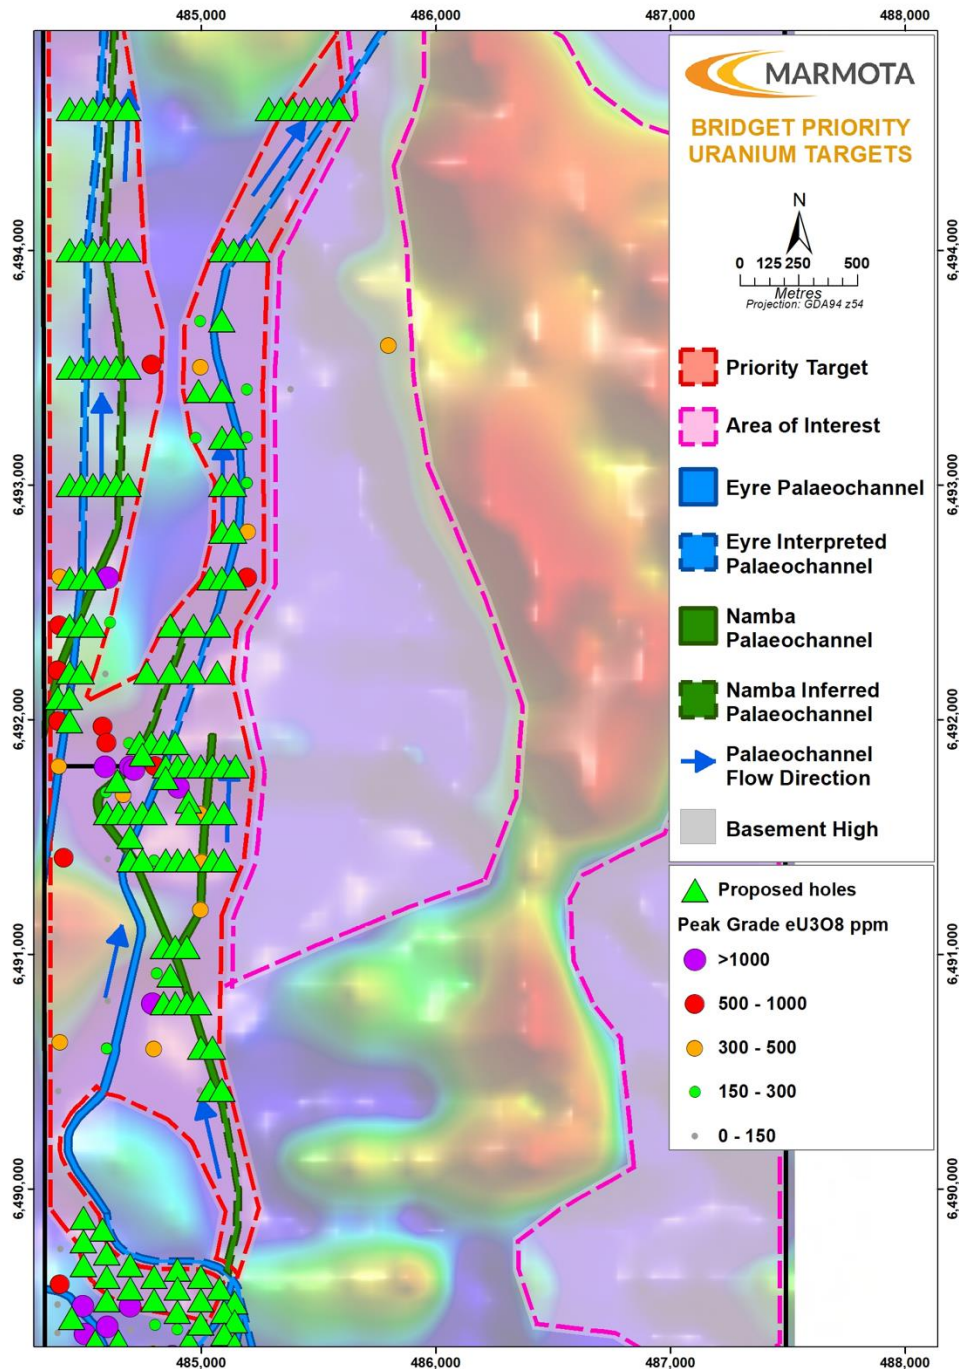 485,000 486,000 487,000 488,000
MARMOTA
BRIDGET PRIORITY
URANIUM TARGETS
N
0 125 250 500
Metres
Projection: GDA94 z54
Priority Target
Area of Interest
Eyre Palaeochannel
Eyre Interpreted
Palaeochannel
Namba
Palaeochannel
Namba Inferred
Palaeochannel
Palaeochannel
Flow Direction
Basement High
Proposed holes
Peak Grade eU3O8 ppm
>1000
500 - 1000
300 - 500
150 - 300
0 - 150
6,494,000
6,493,000
6,492,000
6,491,000
6,490,000
6,494,000
6,493,000
6,492,000
6,491,000
6,490,000
485,000 486,000 487,000 488,000